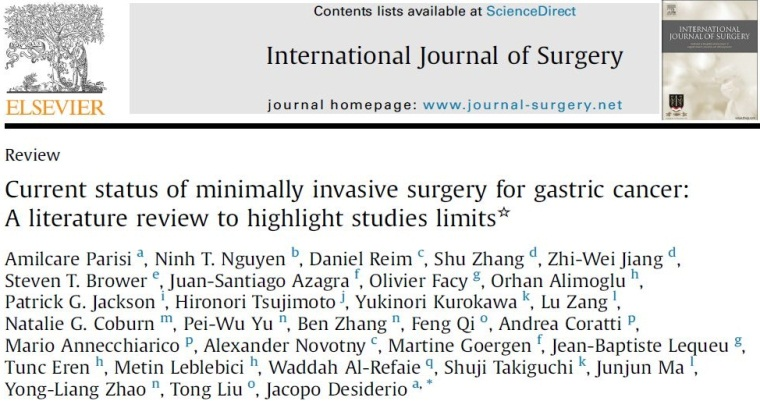 Contents lists available at ScienceDirect
International Journal of Surgery
journal homepage: www.journal-surgery.net
ELSEVIER
INTERNATIONAL
JOURNAL OF SURGERY
Review
Current status of minimally invasive surgery for gastric cancer:
A literature review to highlight studies limits☆
Amilcare Parisi a, Ninh T. Nguyen b, Daniel Reim c, Shu Zhang d, Zhi-Wei Jiang d,
Steven T. Brower e, Juan-Santiago Azagra f, Olivier Facy g, Orhan Alimoglu h,
Patrick G. Jackson i, Hironori Tsujimoto j, Yukinori Kurokawa k, Lu Zang l,
Natalie G. Coburn m, Pei-Wu Yu n, Ben Zhang n, Feng Qi o, Andrea Coratti p,
Mario Annecchiarico p, Alexander Novotny c, Martine Goergen f, Jean-Baptiste Lequeu g,
Tunc Eren h, Metin Leblebici h, Waddah Al-Refaie q, Shuji Takiguchi k, Junjun Ma l,
Yong-Liang Zhao n, Tong Liu o, Jacopo Desiderio a, *